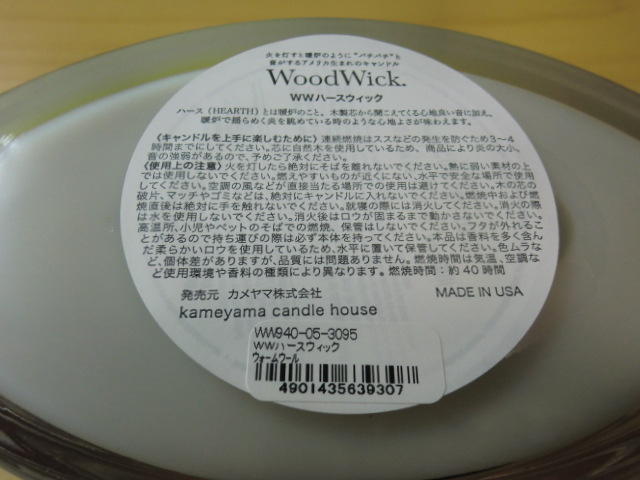 火を灯すと暖炉のように"パチパチ"と
音がするアメリカ生まれのキャンドル
WoodWick.
WWハースウィック
ハース(HEARTH)とは暖炉のこと。木製芯から聞こえてくる心地良い音に加え、
暖炉で揺らめく炎を眺めている時のような心地よさが味わえます。
〈キャンドルを上手に楽しむために〉連続燃焼はススなどの発生を防ぐため3〜4
時間までにしてください。芯に自然木を使用しているため、商品により炎の大小、
音の強弱があるので、予めご了承ください。
〈使用上の注意〉火を灯したら絶対にそばを離れないでください。熱に弱い素材の上
では使用しないでください。燃えやすいものが近くにない、水平で安全な場所で使用
してください。空調の風などが直接当たる場所での使用は避けてください。木の芯の
破片、マッチやゴミなどは、絶対にキャンドルに入れないでください。燃焼中および燃
焼直後は絶対に手を触れないでください。就寝の際には消火してください。消火の際
は水を使用しないでください。消火後はロウが固まるまで動かさないでください。
高温所、小児やペットのそばでの燃焼、保管はしないでください。フタが外れるこ
とがあるので持ち運びの際は必ず本体を持ってください。本品は香料を多く含ん
だ柔らかいロウを使用しているため、水平に置いて保管してください。色ムラな
ど、個体差がありますが、品質には問題ありません。燃焼時間は気温、空調な
ど使用環境や香料の種類により異なります。燃焼時間:約40時間
発売元 カメヤマ株式会社 MADE IN USA
kameyama candle house
WW940-05-3095
WWハースウィック
ウォームウール
4901435639307